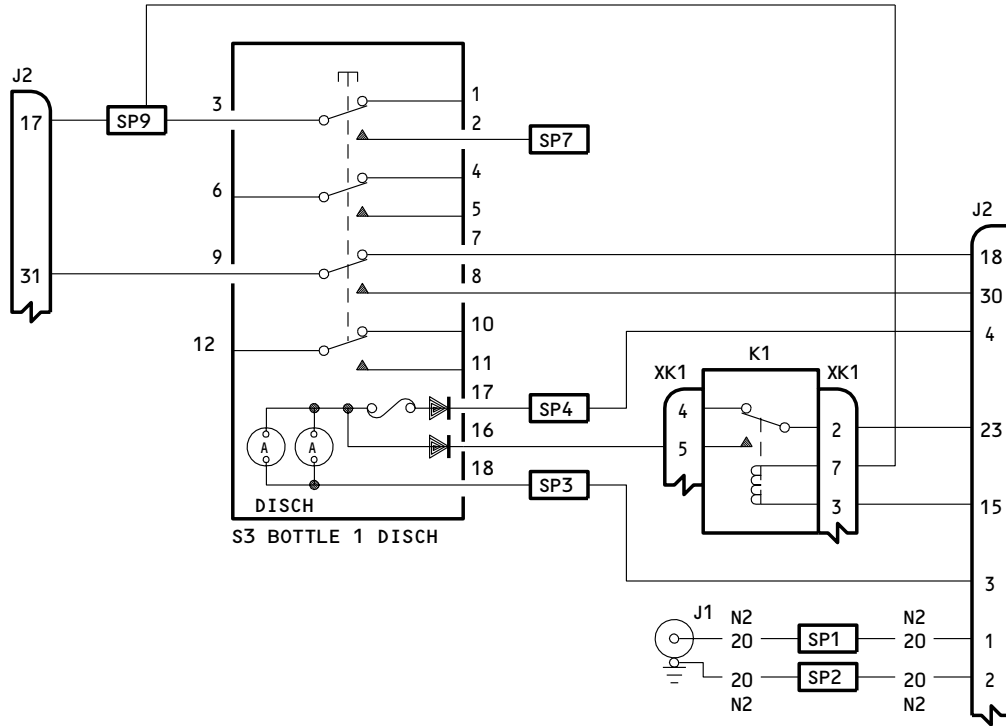 J2
17
SP9
3
1
2
SP7
6
4
5
J2
31
9
7
8
18
30
12
10
11
4
K1
XK1
XK1
17
SP4
4
2
23
16
5
A
A
7
18
SP3
3
15
DISCH
S3 BOTTLE 1 DISCH
3
J1
N2
20
SP1
N2
20
1
20
N2
SP2
20
N2
2